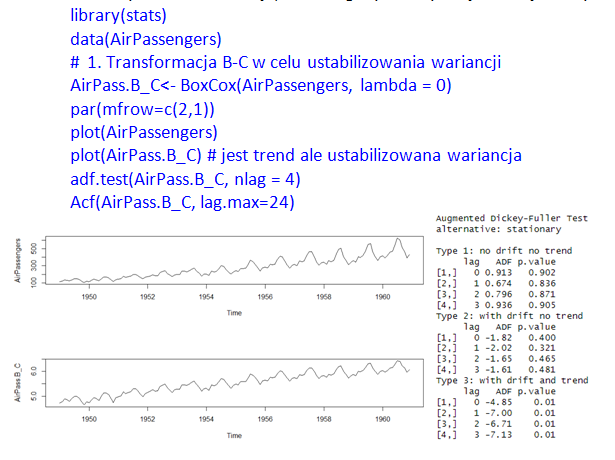 library(stats)
data(AirPassengers)
# 1. Transformacja B-C w celu ustabilizowania wariancji
AirPass.B_C<- BoxCox(AirPassengers, lambda = 0)
par(mfrow=c(2,1))
plot(AirPassengers)
plot(AirPass.B_C) # jest trend ale ustabilizowana wariancja
adf.test(AirPass.B_C, nlag = 4)
Acf(AirPass.B_C, lag.max=24)
AirPassengers
100 300 500
1950 1952 1954 1956 1958 1960
Time
AirPass.B_C
5.0 6.0
1950 1952 1954 1956 1958 1960
Time
Augmented Dickey-Fuller Test
alternative: stationary
Type 1: no drift no trend
lag ADF p.value
[1,] 0 0.913 0.902
[2,] 1 0.674 0.836
[3,] 2 0.796 0.871
[4,] 3 0.936 0.905
Type 2: with drift no trend
lag ADF p.value
[1,] 0 -1.82 0.400
[2,] 1 -2.02 0.321
[3,] 2 -1.65 0.465
[4,] 3 -1.61 0.481
Type 3: with drift and trend
lag ADF p.value
[1,] 0 -4.85 0.01
[2,] 1 -7.00 0.01
[3,] 2 -6.71 0.01
[4,] 3 -7.13 0.01